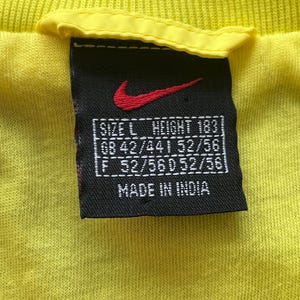 SIZE L HEIGHT 183
GB 42/44 I 52/56
F 52/56 D 52/56
MADE IN INDIA